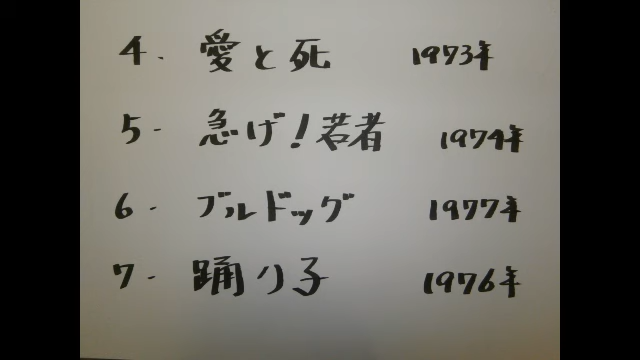 4. 愛と死 1973年
5- 急げ!若者 1974年
6- ブルドッグ 1977年
7- 踊り子 1976年